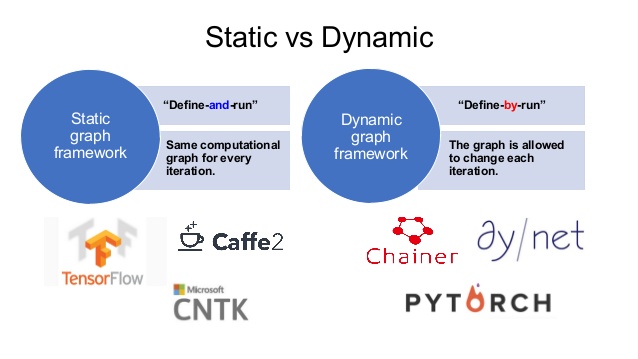 Static vs Dynamic
Static
graph
framework
“Define-and-run”
Same computational
graph for every
iteration.
Dynamic
graph
framework
“Define-by-run”
The graph is allowed
to change each
iteration.
TensorFlow
Caffe2
Microsoft
CNTK
Chainer
dy/net
PYTORCH